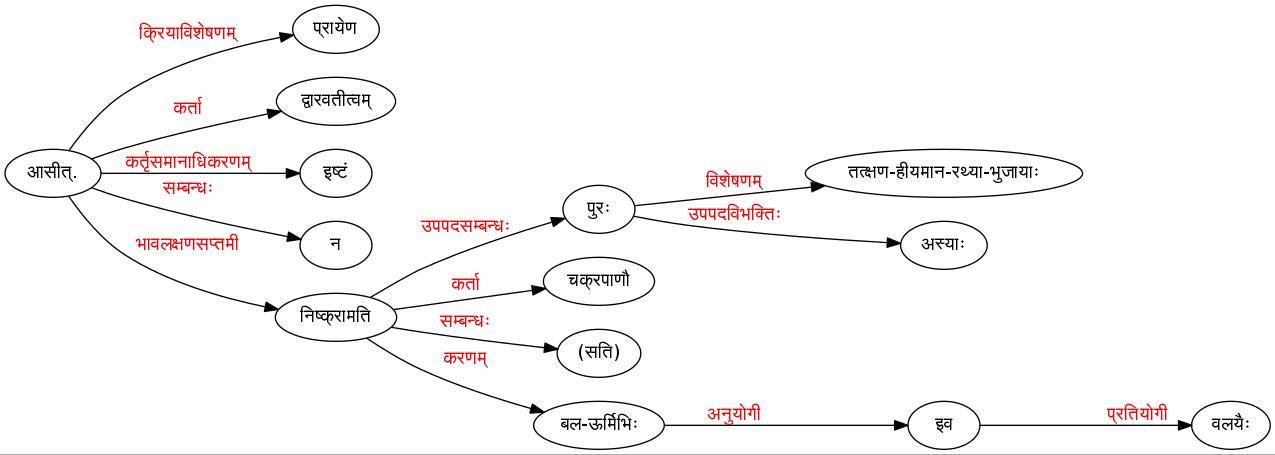 क्रियाविशेषणम्
प्रायेण
कर्ता
द्वारवतीत्वम्
आसीत्.
कर्तृसमानाधिकरणम्
इष्टं
सम्बन्धः
न
भावलक्षणसप्तमी
निष्क्रामति
उपपदसम्बन्धः
पुरः
विशेषणम्
तत्क्षण-हीयमान-रथ्या-भुजायाः
उपपदविभक्तिः
अस्याः
कर्ता
चक्रपाणौ
सम्बन्धः
(सति)
करणम्
बल-ऊर्मिभिः
अनुयोगी
इव
प्रतियोगी
वलयैः